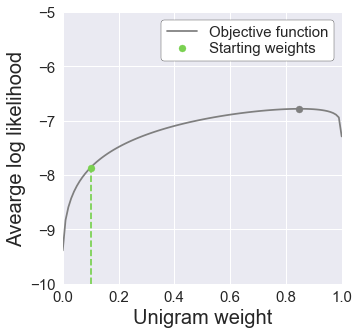 Objective function
Starting weights
Avearge log likelihood
−5
−6
−7
−8
−9
−10
0.0 0.2 0.4 0.6 0.8 1.0
Unigram weight